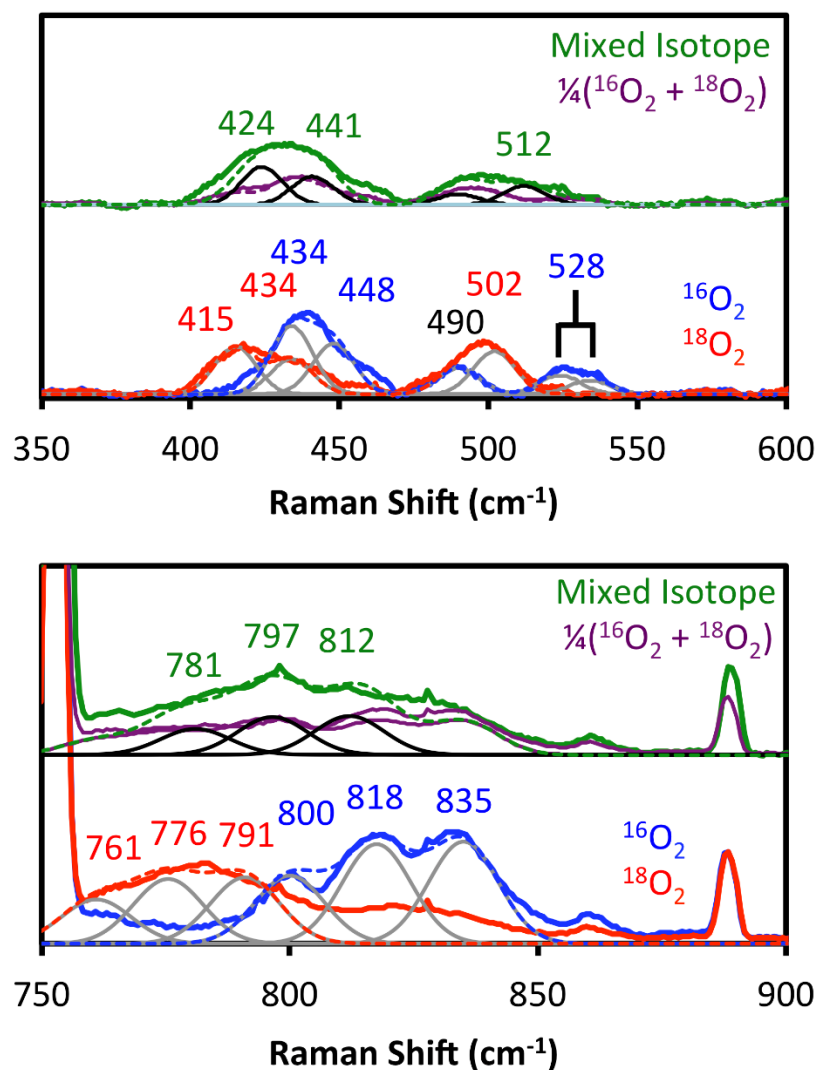 Mixed Isotope
¼(¹⁶O₂ + ¹⁸O₂)
424 441 512
434
434 448 528
415 490 502
¹⁶O₂
¹⁸O₂
350 400 450 500 550 600
Raman Shift (cm⁻¹)
Mixed Isotope
¼(¹⁶O₂ + ¹⁸O₂)
781 797 812
761 776 791 800 818 835
¹⁶O₂
¹⁸O₂
750 800 850 900
Raman Shift (cm⁻¹)